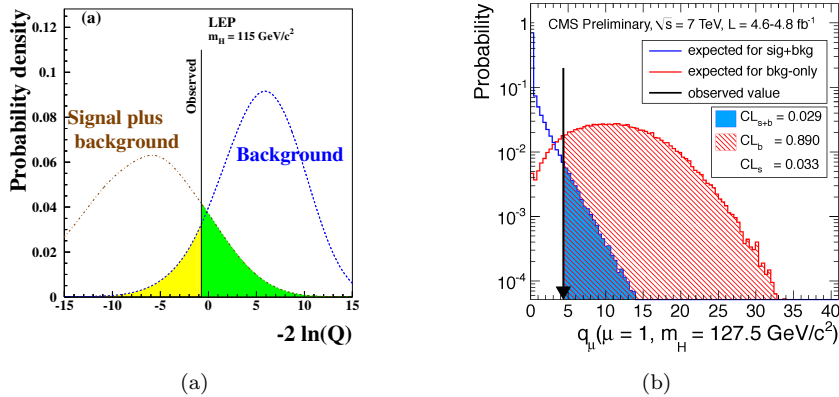 (a)
LEP
m_H = 115 GeV/c²
Probability density
0.12
0.1
0.08
0.06
0.04
0.02
0
Observed
Signal plus
background
Background
-15 -10 -5 0 5 10 15
-2 ln(Q)
(a)
Probability
1
10⁻¹
10⁻²
10⁻³
10⁻⁴
CMS Preliminary, √s = 7 TeV, L = 4.6-4.8 fb⁻¹
expected for sig+bkg
expected for bkg-only
observed value
CL_s+b = 0.029
CL_b = 0.890
CL_s = 0.033
0 5 10 15 20 25 30 35 40
q_μ(μ = 1, m_H = 127.5 GeV/c²)
(b)